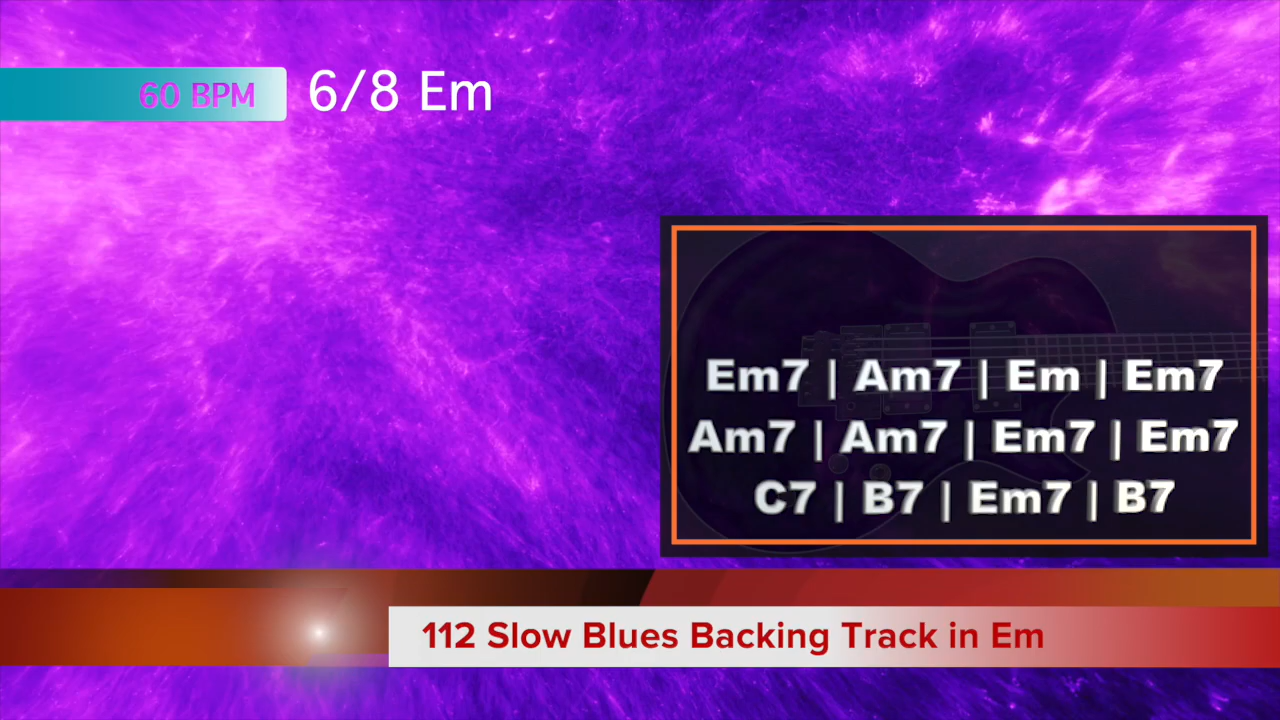 60 BPM 6/8 Em
Em7 | Am7 | Em | Em7
Am7 | Am7 | Em7 | Em7
C7 | B7 | Em7 | B7
112 Slow Blues Backing Track in Em